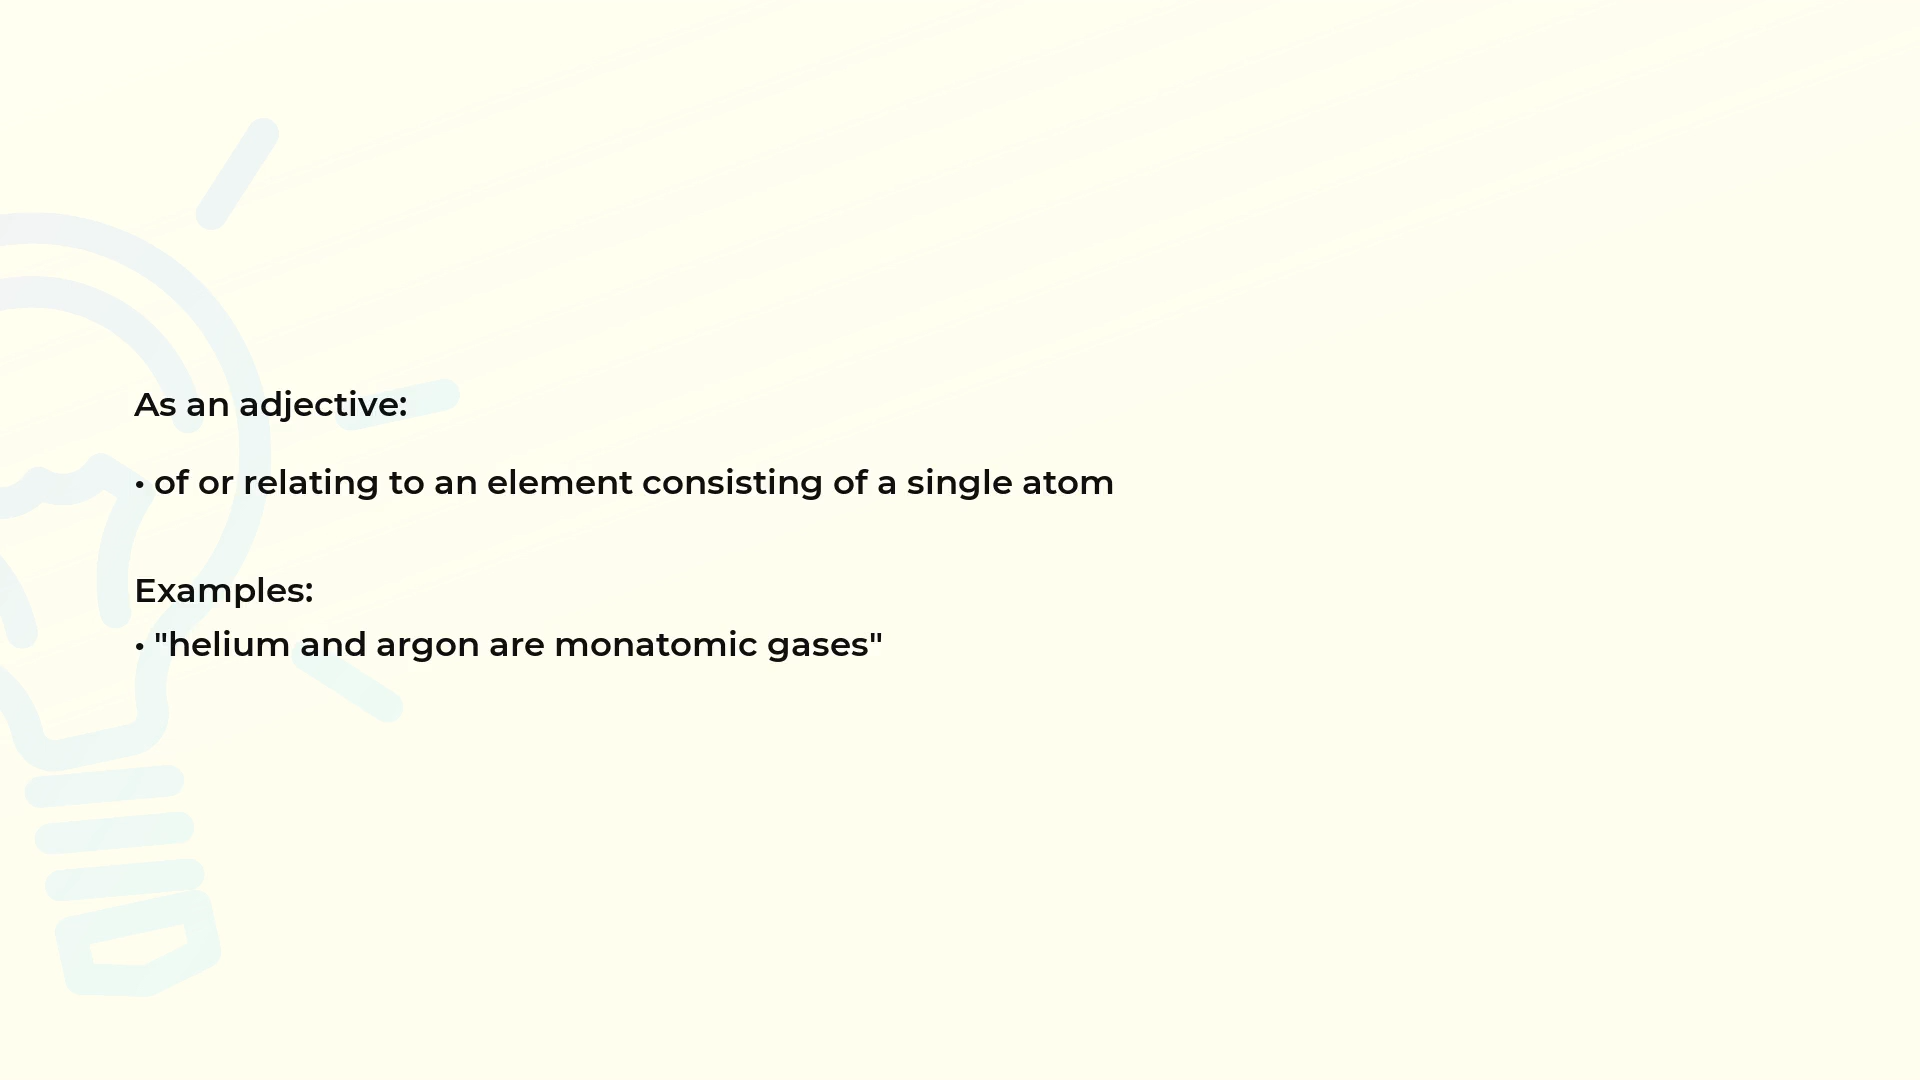 As an adjective:
• of or relating to an element consisting of a single atom
Examples:
• "helium and argon are monatomic gases"